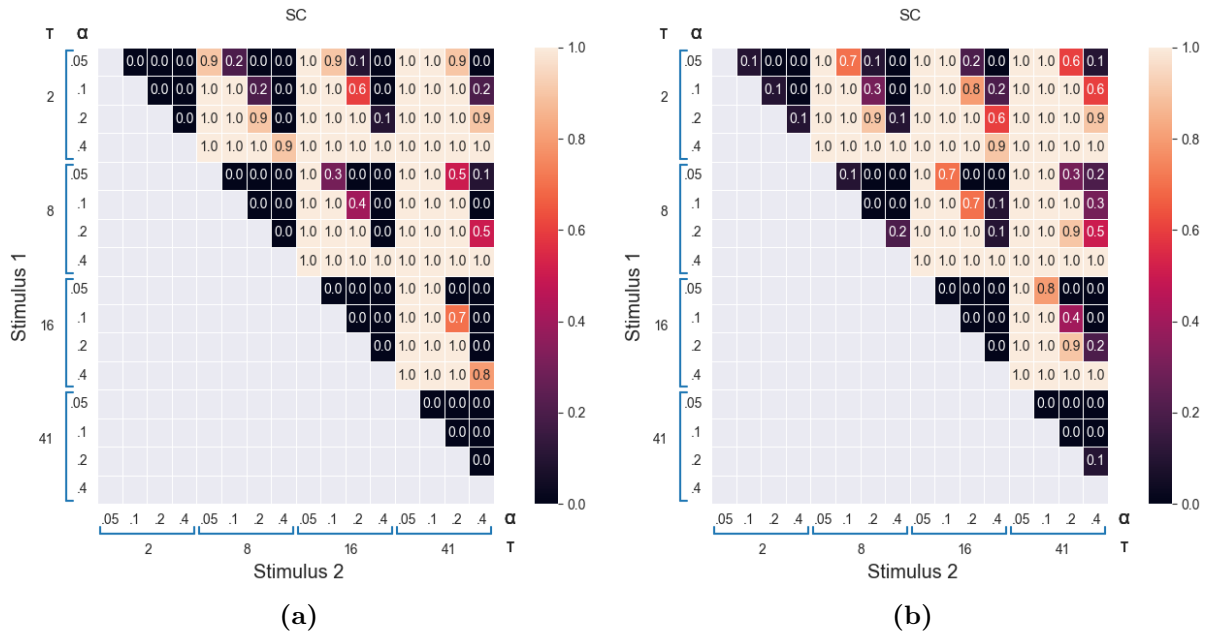 SC
τ α
Stimulus 1
2
.05 0.0 0.0 0.0 0.9 0.2 0.0 0.0 1.0 0.9 0.1 0.0 1.0 1.0 0.9 0.0
.1 0.0 0.0 1.0 1.0 0.2 0.0 1.0 1.0 0.6 0.0 1.0 1.0 1.0 0.2
.2 0.0 1.0 1.0 0.9 0.0 1.0 1.0 1.0 0.1 1.0 1.0 1.0 0.9
.4 1.0 1.0 1.0 0.9 1.0 1.0 1.0 1.0 1.0 1.0 1.0 1.0
8
.05 0.0 0.0 0.0 1.0 0.3 0.0 0.0 1.0 1.0 0.5 0.1
.1 0.0 0.0 1.0 1.0 0.4 0.0 1.0 1.0 1.0 0.0
.2 0.0 1.0 1.0 1.0 0.0 1.0 1.0 1.0 0.5
.4 1.0 1.0 1.0 1.0 1.0 1.0 1.0 1.0
16
.05 0.0 0.0 0.0 1.0 1.0 0.0 0.0
.1 0.0 0.0 1.0 1.0 0.7 0.0
.2 0.0 1.0 1.0 1.0 0.0
.4 1.0 1.0 1.0 0.8
41
.05 0.0 0.0 0.0
.1 0.0 0.0
.2 0.0
.4
.05 .1 .2 .4 .05 .1 .2 .4 .05 .1 .2 .4 .05 .1 .2 .4 α
2 8 16 41 τ
Stimulus 2
1.0
0.8
0.6
0.4
0.2
0.0
(a)
SC
τ α
Stimulus 1
2
.05 0.1 0.0 0.0 1.0 0.7 0.1 0.0 1.0 1.0 0.2 0.0 1.0 1.0 0.6 0.1
.1 0.1 0.0 1.0 1.0 0.3 0.0 1.0 1.0 0.8 0.2 1.0 1.0 1.0 0.6
.2 0.1 1.0 1.0 0.9 0.1 1.0 1.0 1.0 0.6 1.0 1.0 1.0 0.9
.4 1.0 1.0 1.0 1.0 1.0 1.0 1.0 0.9 1.0 1.0 1.0 1.0
8
.05 0.1 0.0 0.0 1.0 0.7 0.0 0.0 1.0 1.0 0.3 0.2
.1 0.0 0.0 1.0 1.0 0.7 0.1 1.0 1.0 1.0 0.3
.2 0.2 1.0 1.0 1.0 0.1 1.0 1.0 0.9 0.5
.4 1.0 1.0 1.0 1.0 1.0 1.0 1.0 1.0
16
.05 0.0 0.0 0.0 1.0 0.8 0.0 0.0
.1 0.0 0.0 1.0 1.0 0.4 0.0
.2 0.0 1.0 1.0 0.9 0.2
.4 1.0 1.0 1.0 1.0
41
.05 0.0 0.0 0.0
.1 0.0 0.0
.2 0.1
.4
.05 .1 .2 .4 .05 .1 .2 .4 .05 .1 .2 .4 .05 .1 .2 .4 α
2 8 16 41 τ
Stimulus 2
1.0
0.8
0.6
0.4
0.2
0.0
(b)